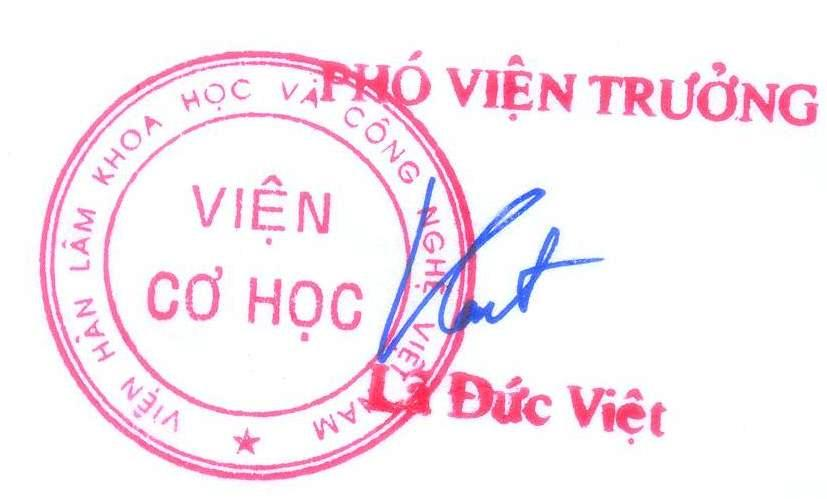 PHÓ VIỆN TRƯỞNG
VIỆN HÀN LÂM KHOA HỌC VÀ CÔNG NGHỆ VIỆT NAM
VIỆN
CƠ HỌC
Lã Đức Việt